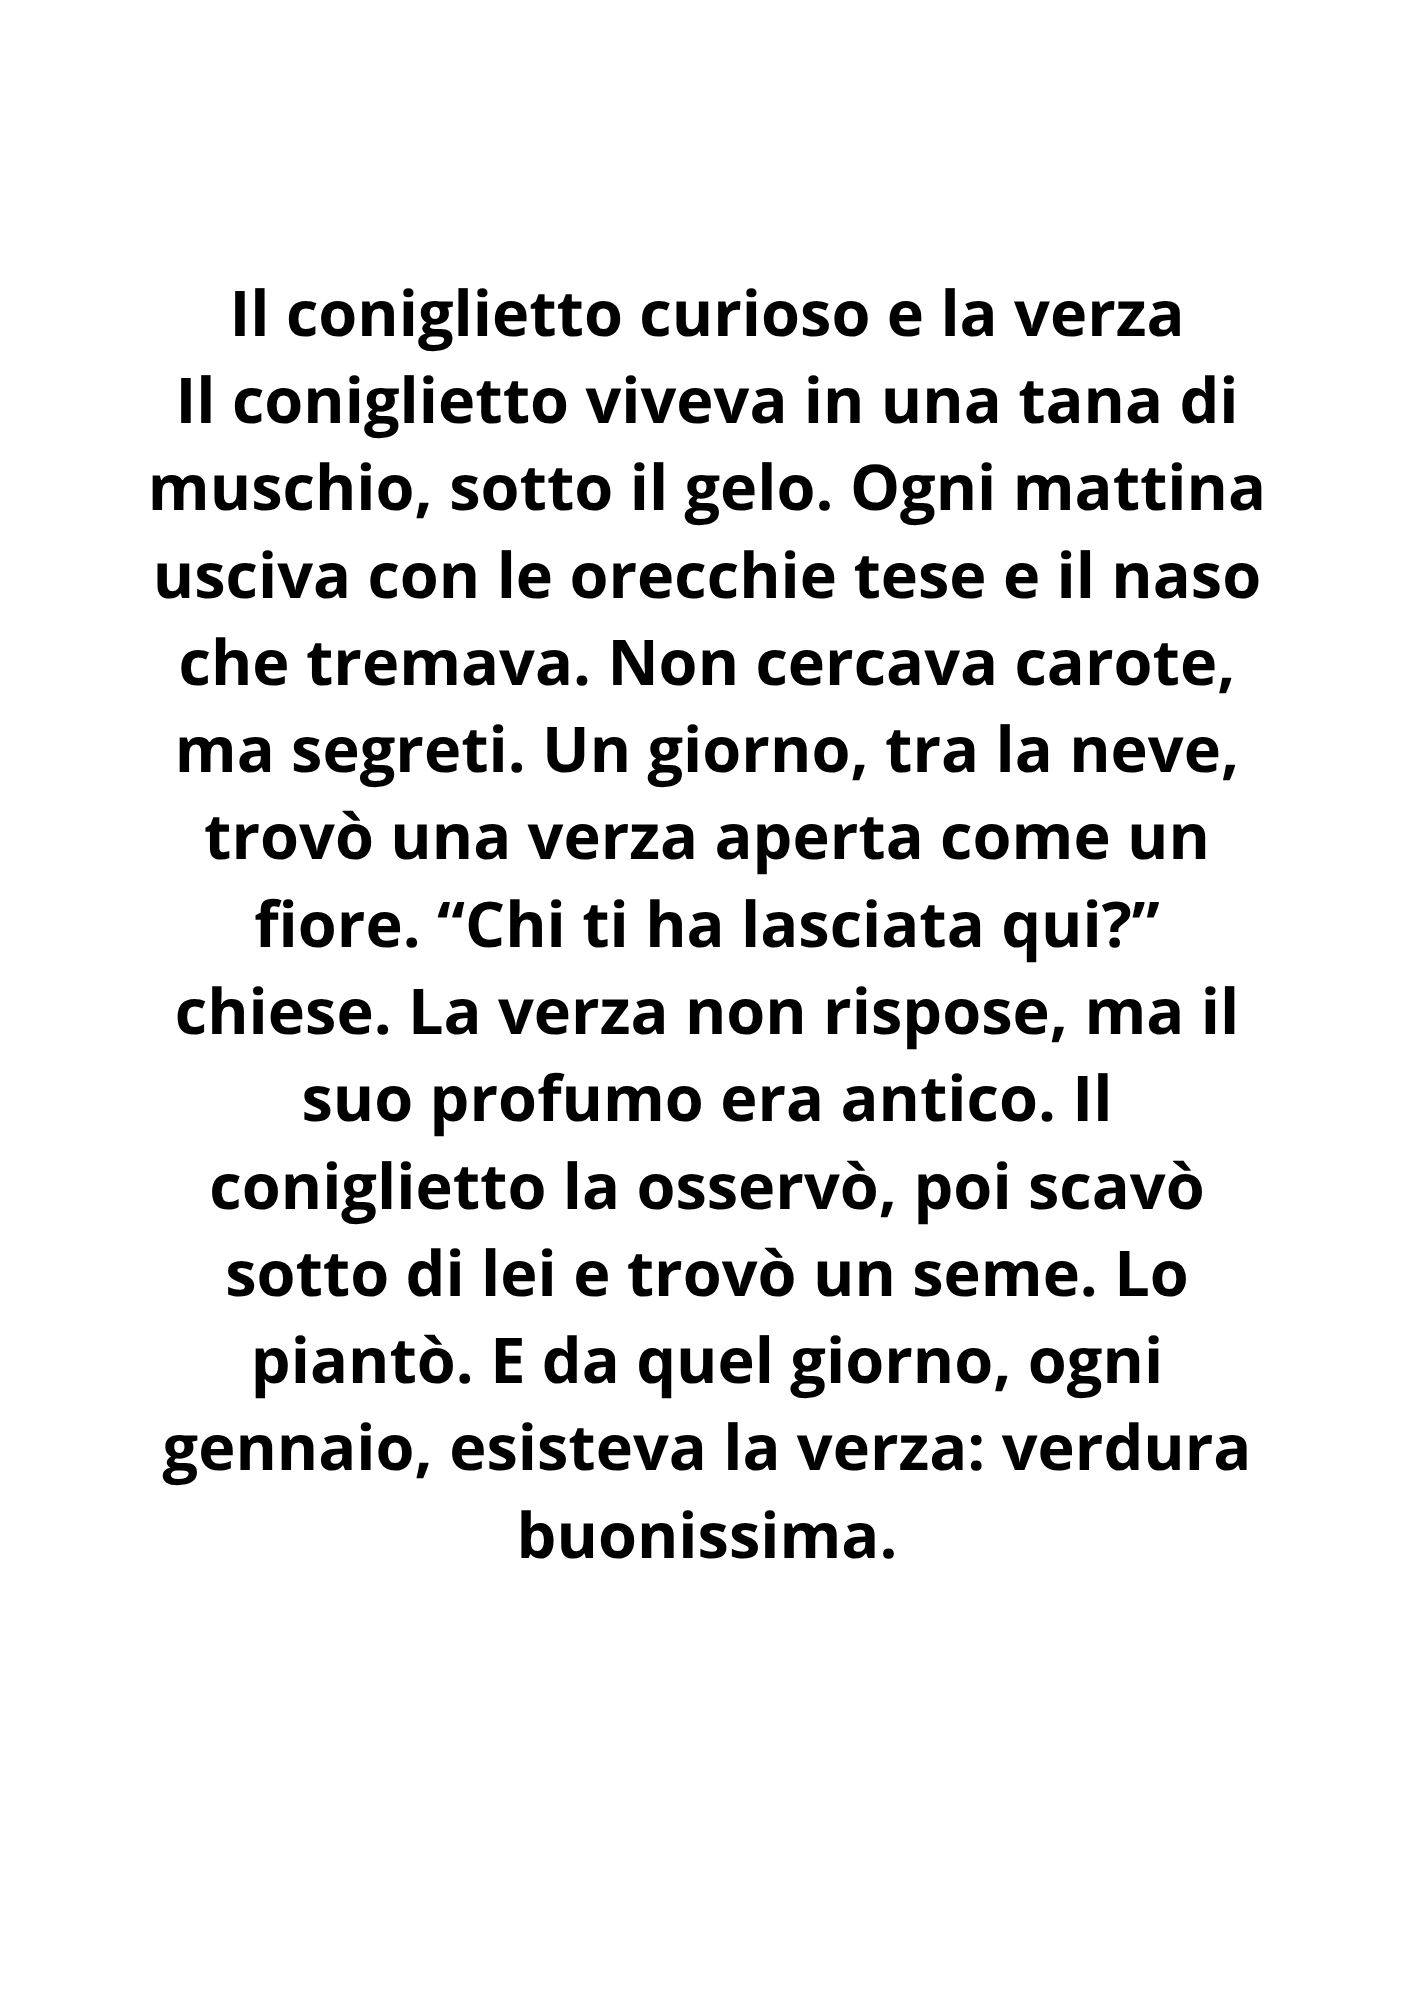 Il coniglietto curioso e la verza
Il coniglietto viveva in una tana di
muschio, sotto il gelo. Ogni mattina
usciva con le orecchie tese e il naso
che tremava. Non cercava carote,
ma segreti. Un giorno, tra la neve,
trovò una verza aperta come un
fiore. “Chi ti ha lasciata qui?”
chiese. La verza non rispose, ma il
suo profumo era antico. Il
coniglietto la osservò, poi scavò
sotto di lei e trovò un seme. Lo
piantò. E da quel giorno, ogni
gennaio, esisteva la verza: verdura
buonissima.